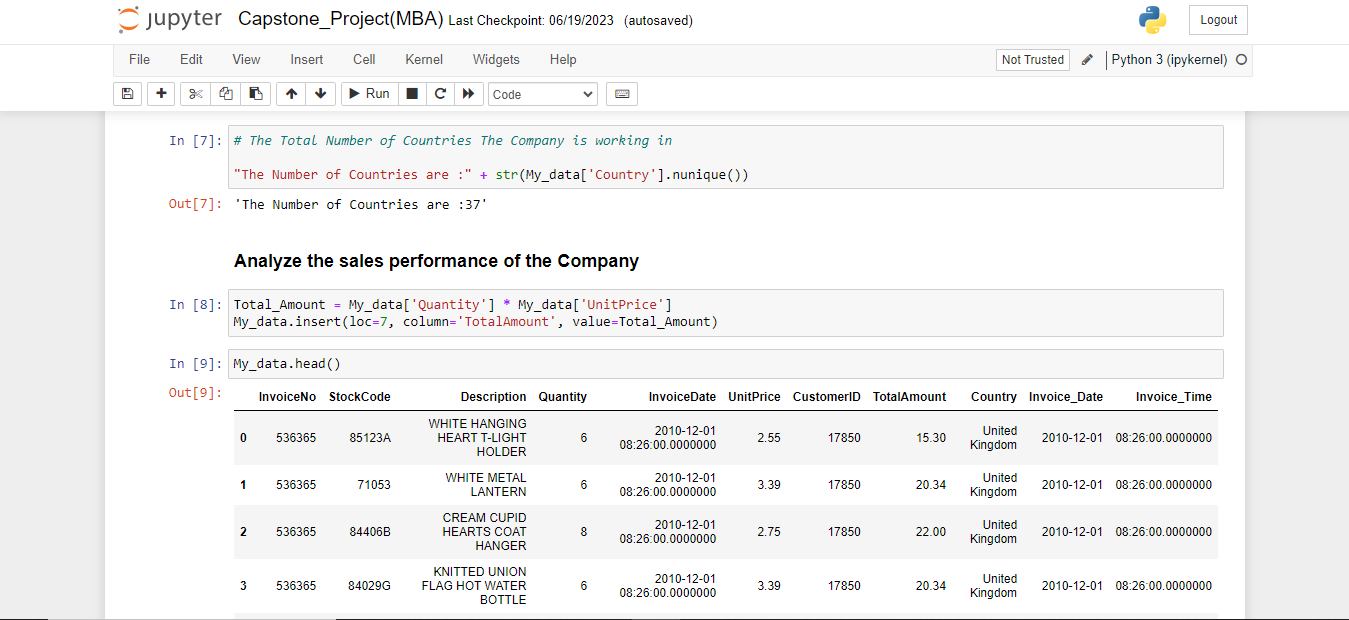 jupyter Capstone_Project(MBA) Last Checkpoint: 06/19/2023 (autosaved) Logout
File Edit View Insert Cell Kernel Widgets Help Not Trusted Python 3 (ipykernel)
Run Code
In [7]: # The Total Number of Countries The Company is working in
"The Number of Countries are :" + str(My_data['Country'].nunique())
Out[7]: 'The Number of Countries are :37'
Analyze the sales performance of the Company
In [8]: Total_Amount = My_data['Quantity'] * My_data['UnitPrice']
My_data.insert(loc=7, column='TotalAmount', value=Total_Amount)
In [9]: My_data.head()
Out[9]:
InvoiceNo StockCode Description Quantity InvoiceDate UnitPrice CustomerID TotalAmount Country Invoice_Date Invoice_Time
0 536365 85123A WHITE HANGING HEART T-LIGHT HOLDER 6 2010-12-01 08:26:00.0000000 2.55 17850 15.30 United Kingdom 2010-12-01 08:26:00.0000000
1 536365 71053 WHITE METAL LANTERN 6 2010-12-01 08:26:00.0000000 3.39 17850 20.34 United Kingdom 2010-12-01 08:26:00.0000000
2 536365 84406B CREAM CUPID HEARTS COAT HANGER 8 2010-12-01 08:26:00.0000000 2.75 17850 22.00 United Kingdom 2010-12-01 08:26:00.0000000
3 536365 84029G KNITTED UNION FLAG HOT WATER BOTTLE 6 2010-12-01 08:26:00.0000000 3.39 17850 20.34 United Kingdom 2010-12-01 08:26:00.0000000